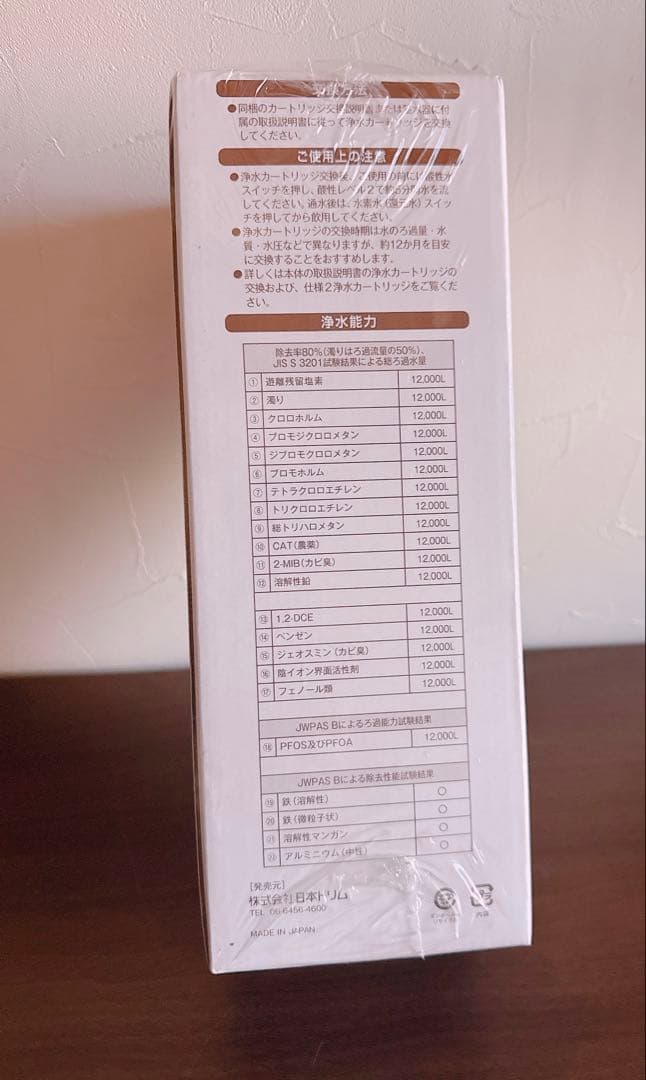 交換方法
●同梱のカートリッジ交換説明書または整水器に付
属の取扱説明書に従って浄水カートリッジを交換
してください。
ご使用上の注意
●浄水カートリッジ交換後、ご使用の前には酸性水
スイッチを押し、酸性レベル2で約5分間水を流
してください。通水後は、水素水(還元水)スイッ
チを押してから飲用してください。
●浄水カートリッジの交換時期は水のろ過量・水
質・水圧などで異なりますが、約12か月を目安
に交換することをおすすめします。
●詳しくは本体の取扱説明書の浄水カートリッジの
交換および、仕様2浄水カートリッジをご覧くだ
さい。
浄水能力
除去率80%(濁りはろ過流量の50%)、
JIS S 3201試験結果による総ろ過水量
① 遊離残留塩素 12,000L
② 濁り 12,000L
③ クロロホルム 12,000L
④ ブロモジクロロメタン 12,000L
⑤ ジブロモクロロメタン 12,000L
⑥ ブロモホルム 12,000L
⑦ テトラクロロエチレン 12,000L
⑧ トリクロロエチレン 12,000L
⑨ 総トリハロメタン 12,000L
⑩ CAT(農薬) 12,000L
⑪ 2-MIB(カビ臭) 12,000L
⑫ 溶解性鉛 12,000L
⑬ 1,2-DCE 12,000L
⑭ ベンゼン 12,000L
⑮ ジェオスミン(カビ臭) 12,000L
⑯ 陰イオン界面活性剤 12,000L
⑰ フェノール類 12,000L
JWPAS Bによるろ過能力試験結果
⑱ PFOS及びPFOA 12,000L
JWPAS Bによる除去性能試験結果
⑲ 鉄(溶解性) ○
⑳ 鉄(微粒子状) ○
㉑ 溶解性マンガン ○
㉒ アルミニウム(中性) ○
[発売元]
株式会社日本トリム
TEL 06-6456-4600
MADE IN JAPAN
内袋